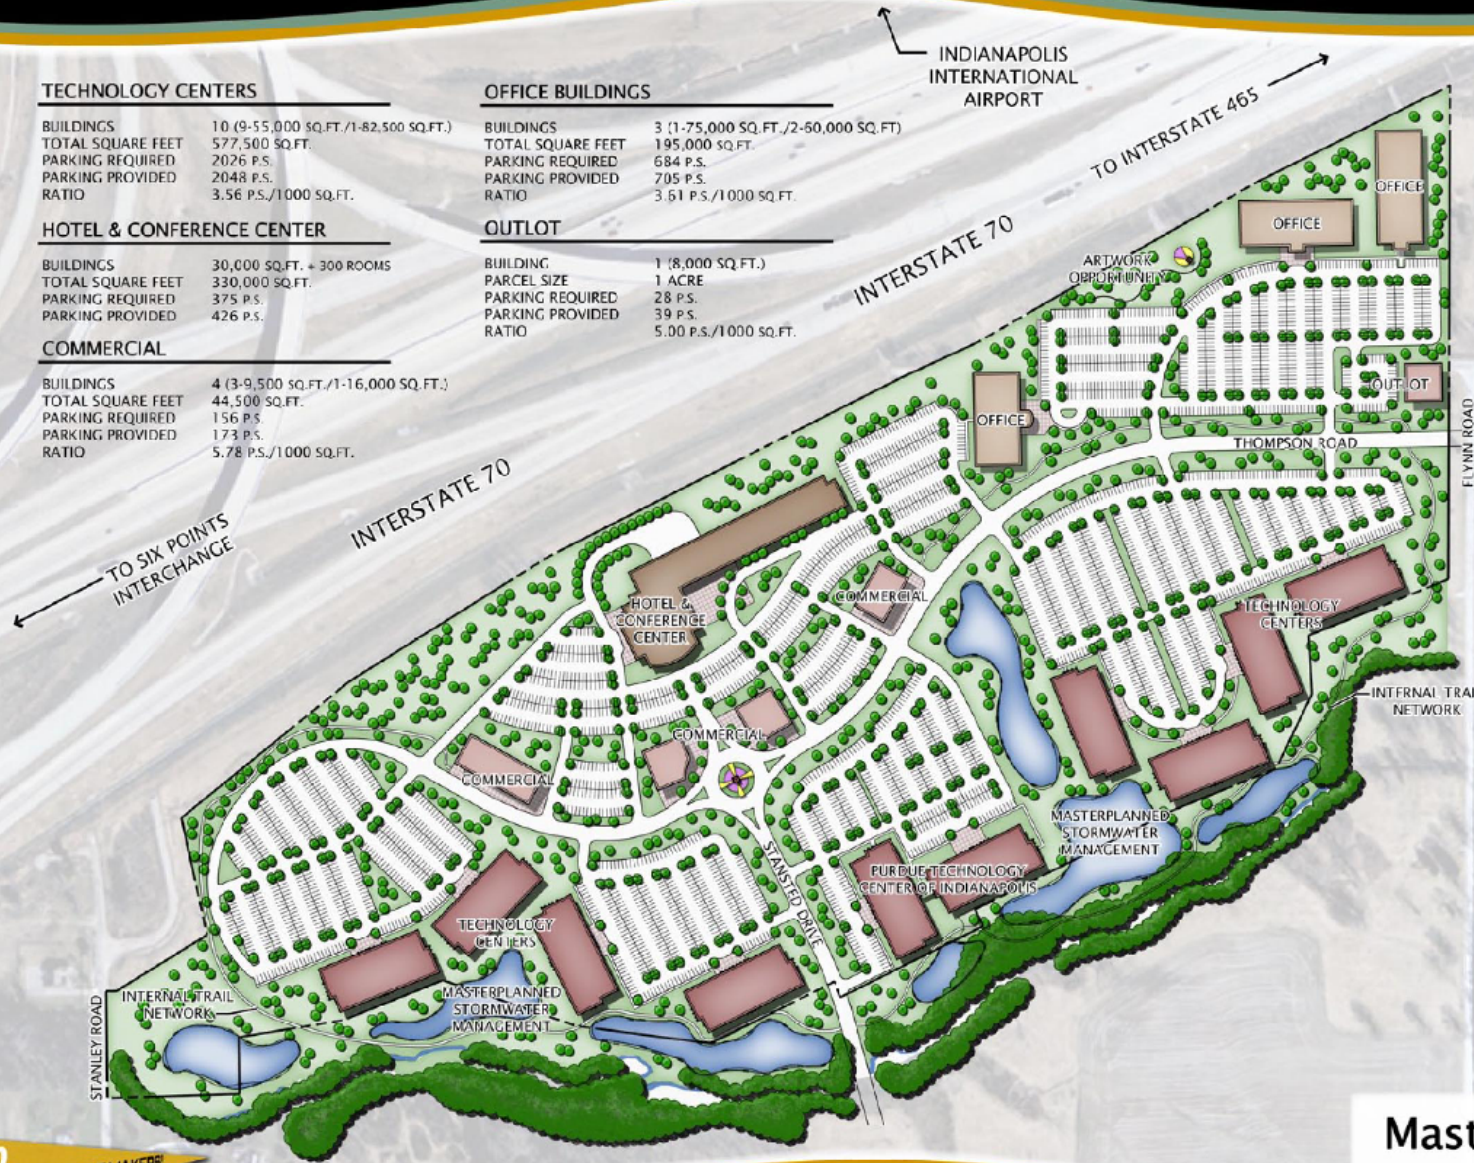 INDIANAPOLIS
INTERNATIONAL
AIRPORT
TO INTERSTATE 465
TECHNOLOGY CENTERS
BUILDINGS 10 (9-55,000 SQ.FT./1-82,500 SQ.FT.)
TOTAL SQUARE FEET 577,500 SQ.FT.
PARKING REQUIRED 2026 P.S.
PARKING PROVIDED 2048 P.S.
RATIO 3.56 P.S./1000 SQ.FT.
HOTEL & CONFERENCE CENTER
BUILDINGS 30,000 SQ.FT. + 300 ROOMS
TOTAL SQUARE FEET 330,000 SQ.FT.
PARKING REQUIRED 375 P.S.
PARKING PROVIDED 426 P.S.
COMMERCIAL
BUILDINGS 4 (3-9,500 SQ.FT./1-16,000 SQ.FT.)
TOTAL SQUARE FEET 44,500 SQ.FT.
PARKING REQUIRED 156 P.S.
PARKING PROVIDED 173 P.S.
RATIO 5.78 P.S./1000 SQ.FT.
OFFICE BUILDINGS
BUILDINGS 3 (1-75,000 SQ.FT./2-60,000 SQ.FT)
TOTAL SQUARE FEET 195,000 SQ.FT.
PARKING REQUIRED 684 P.S.
PARKING PROVIDED 705 P.S.
RATIO 3.61 P.S./1000 SQ.FT.
OUTLOT
BUILDING 1 (8,000 SQ.FT.)
PARCEL SIZE 1 ACRE
PARKING REQUIRED 28 P.S.
PARKING PROVIDED 39 P.S.
RATIO 5.00 P.S./1000 SQ.FT.
INTERSTATE 70
INTERSTATE 70
TO SIX POINTS
INTERCHANGE
OFFICE
OFFICE
ARTWORK
OPPORTUNITY
OUTLOT
OFFICE
THOMPSON ROAD
FLYNN ROAD
HOTEL &
CONFERENCE
CENTER
COMMERCIAL
TECHNOLOGY
CENTERS
INTERNAL TRAI
NETWORK
COMMERCIAL
COMMERCIAL
MASTERPLANNED
STORMWATER
MANAGEMENT
PURDUE TECHNOLOGY
CENTER OF INDIANAPOLIS
STANSTED DRIVE
TECHNOLOGY
CENTERS
INTERNAL TRAIL
NETWORK
MASTERPLANNED
STORMWATER
MANAGEMENT
STANLEY ROAD
Mast